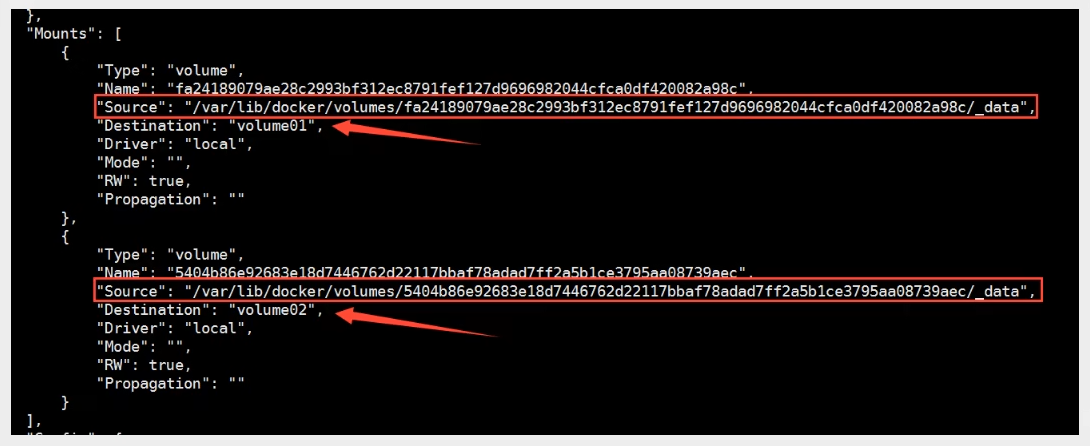 },
"Mounts": [
{
"Type": "volume",
"Name": "fa24189079ae28c2993bf312ec8791fef127d9696982044cfca0df420082a98c",
"Source": "/var/lib/docker/volumes/fa24189079ae28c2993bf312ec8791fef127d9696982044cfca0df420082a98c/_data",
"Destination": "volume01",
"Driver": "local",
"Mode": "",
"RW": true,
"Propagation": ""
},
{
"Type": "volume",
"Name": "5404b86e92683e18d7446762d22117bbaf78adad7ff2a5b1ce3795aa08739aec",
"Source": "/var/lib/docker/volumes/5404b86e92683e18d7446762d22117bbaf78adad7ff2a5b1ce3795aa08739aec/_data",
"Destination": "volume02",
"Driver": "local",
"Mode": "",
"RW": true,
"Propagation": ""
}
],